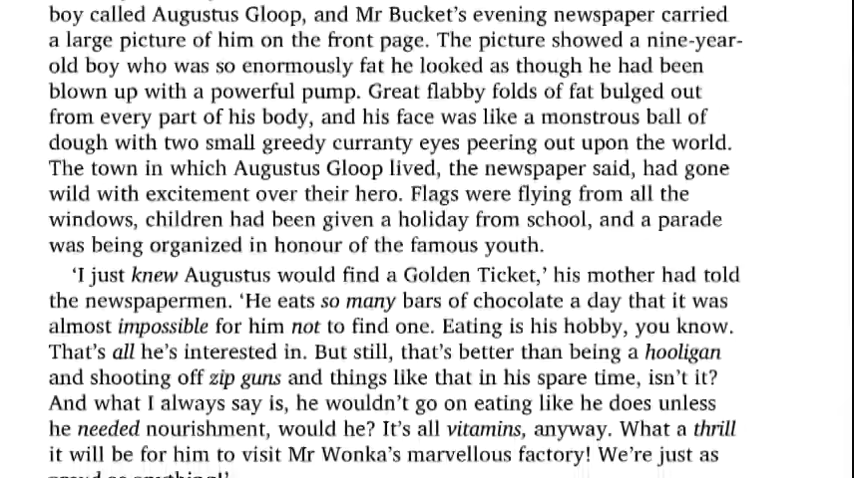 boy called Augustus Gloop, and Mr Bucket’s evening newspaper carried
a large picture of him on the front page. The picture showed a nine-year-
old boy who was so enormously fat he looked as though he had been
blown up with a powerful pump. Great flabby folds of fat bulged out
from every part of his body, and his face was like a monstrous ball of
dough with two small greedy curranty eyes peering out upon the world.
The town in which Augustus Gloop lived, the newspaper said, had gone
wild with excitement over their hero. Flags were flying from all the
windows, children had been given a holiday from school, and a parade
was being organized in honour of the famous youth.
‘I just knew Augustus would find a Golden Ticket,’ his mother had told
the newspapermen. ‘He eats so many bars of chocolate a day that it was
almost impossible for him not to find one. Eating is his hobby, you know.
That’s all he’s interested in. But still, that’s better than being a hooligan
and shooting off zip guns and things like that in his spare time, isn’t it?
And what I always say is, he wouldn’t go on eating like he does unless
he needed nourishment, would he? It’s all vitamins, anyway. What a thrill
it will be for him to visit Mr Wonka’s marvellous factory! We’re just as